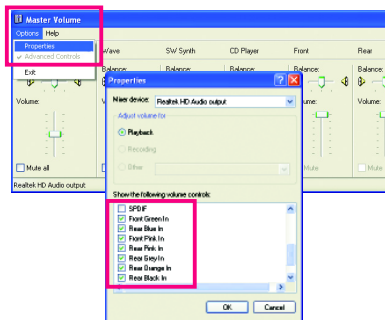 Master Volume
Options Help
Properties
Advanced Controls
Exit
Wave SW Synth CD Player Front Rear
Balance: Balance: Balance: Balance: Balance:
Volume:
Mute all
Mute
Mute
Realtek HD Audio output
Properties
Mixer device: Realtek HD Audio output
Adjust volume for
Playback
Recording
Other
Show the following volume controls:
SPDIF
Front Green In
Rear Blue In
Front Pink In
Rear Pink In
Rear Grey In
Rear Orange In
Rear Black In
OK Cancel